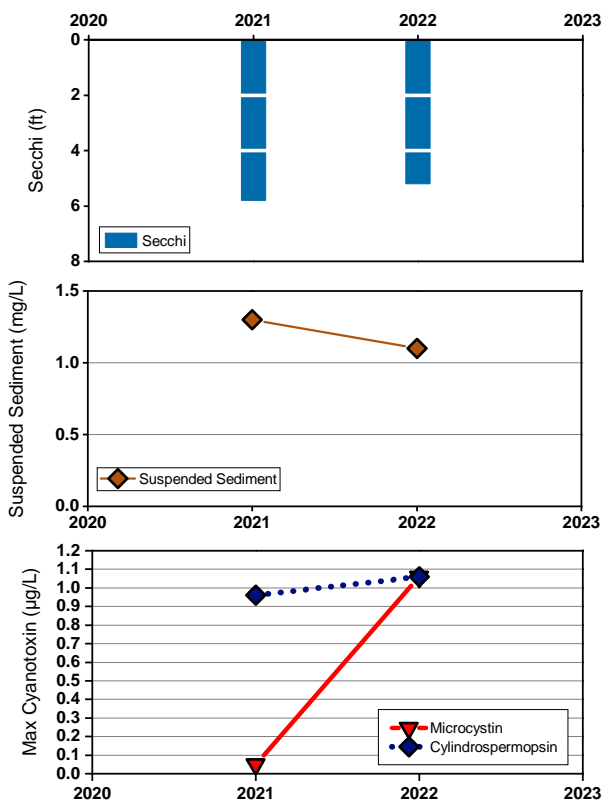 2020 2021 2022 2023
0
2
4
6
8
Secchi (ft)
Secchi
1.5
1.0
0.5
0.0
Suspended Sediment (mg/L)
Suspended Sediment
2020 2021 2022 2023
1.2
1.1
1.0
0.9
0.8
0.7
0.6
0.5
0.4
0.3
0.2
0.1
0.0
Max Cyanotoxin (µg/L)
Microcystin
Cylindrospermopsin
2020 2021 2022 2023